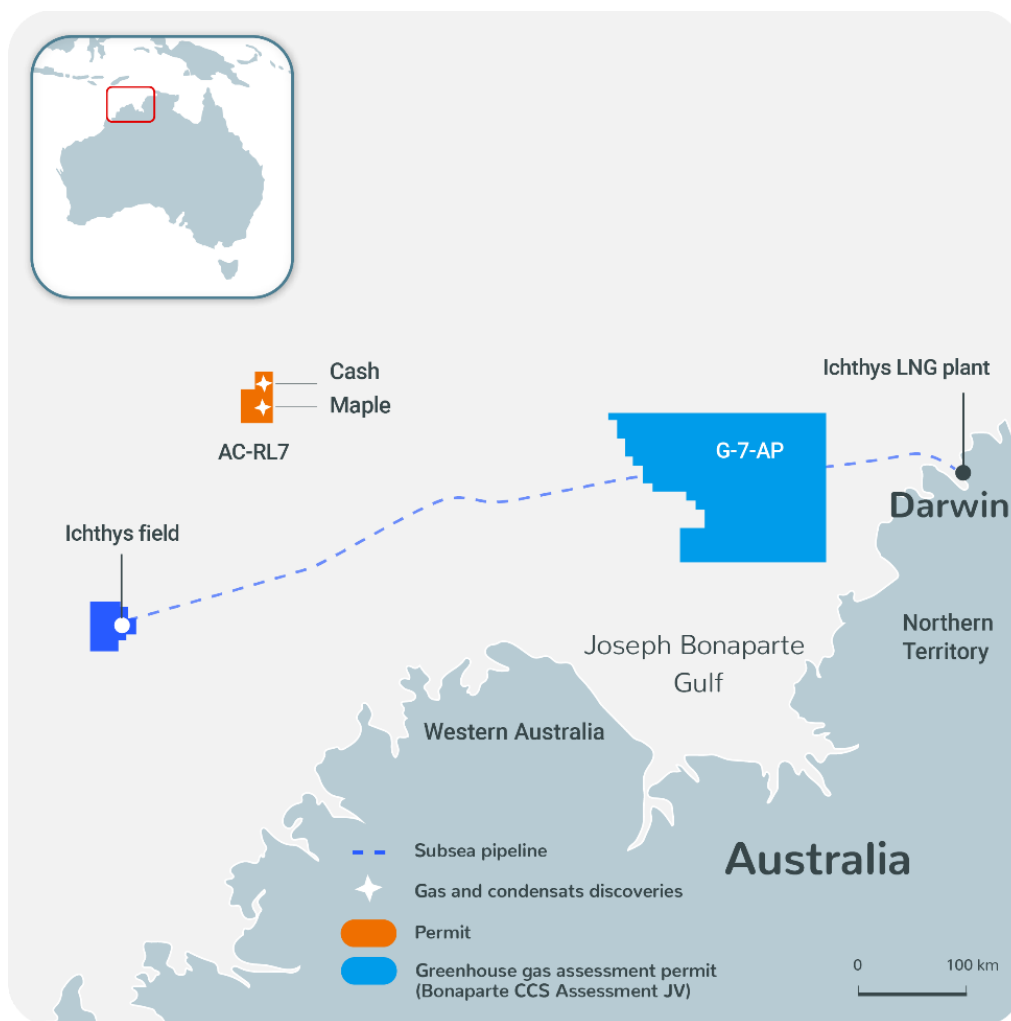 Cash
Maple
AC-RL7
Ichthys LNG plant
G-7-AP
Darwin
Ichthys field
Northern
Territory
Joseph Bonaparte
Gulf
Western Australia
Australia
Subsea pipeline
Gas and condensats discoveries
Permit
Greenhouse gas assessment permit
(Bonaparte CCS Assessment JV)
0 100 km